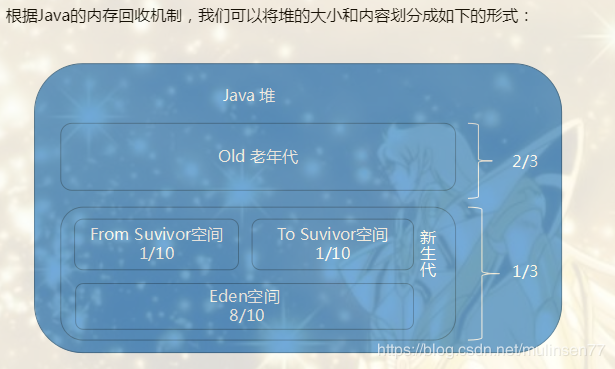 根据Java的内存回收机制，我们可以将堆的大小和内容划分成如下的形式：
Java 堆
Old 老年代
2/3
From Suvivor空间
1/10
To Suvivor空间
1/10
新生代
1/3
Eden空间
8/10
https://blog.csdn.net/mulinsen77